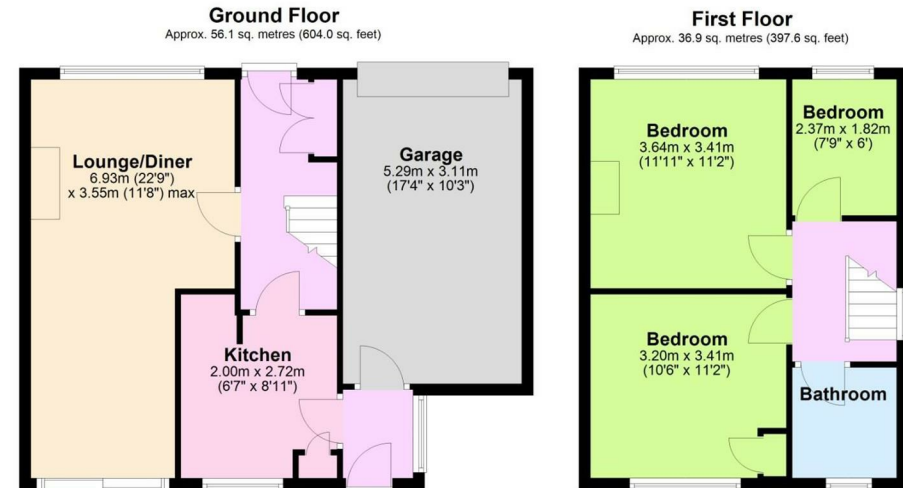 Ground Floor
Approx. 56.1 sq. metres (604.0 sq. feet)
Lounge/Diner
6.93m (22'9")
x 3.55m (11'8") max
Garage
5.29m x 3.11m
(17'4" x 10'3")
Kitchen
2.00m x 2.72m
(6'7" x 8'11")
First Floor
Approx. 36.9 sq. metres (397.6 sq. feet)
Bedroom
3.64m x 3.41m
(11'11" x 11'2")
Bedroom
2.37m x 1.82m
(7'9" x 6')
Bedroom
3.20m x 3.41m
(10'6" x 11'2")
Bathroom